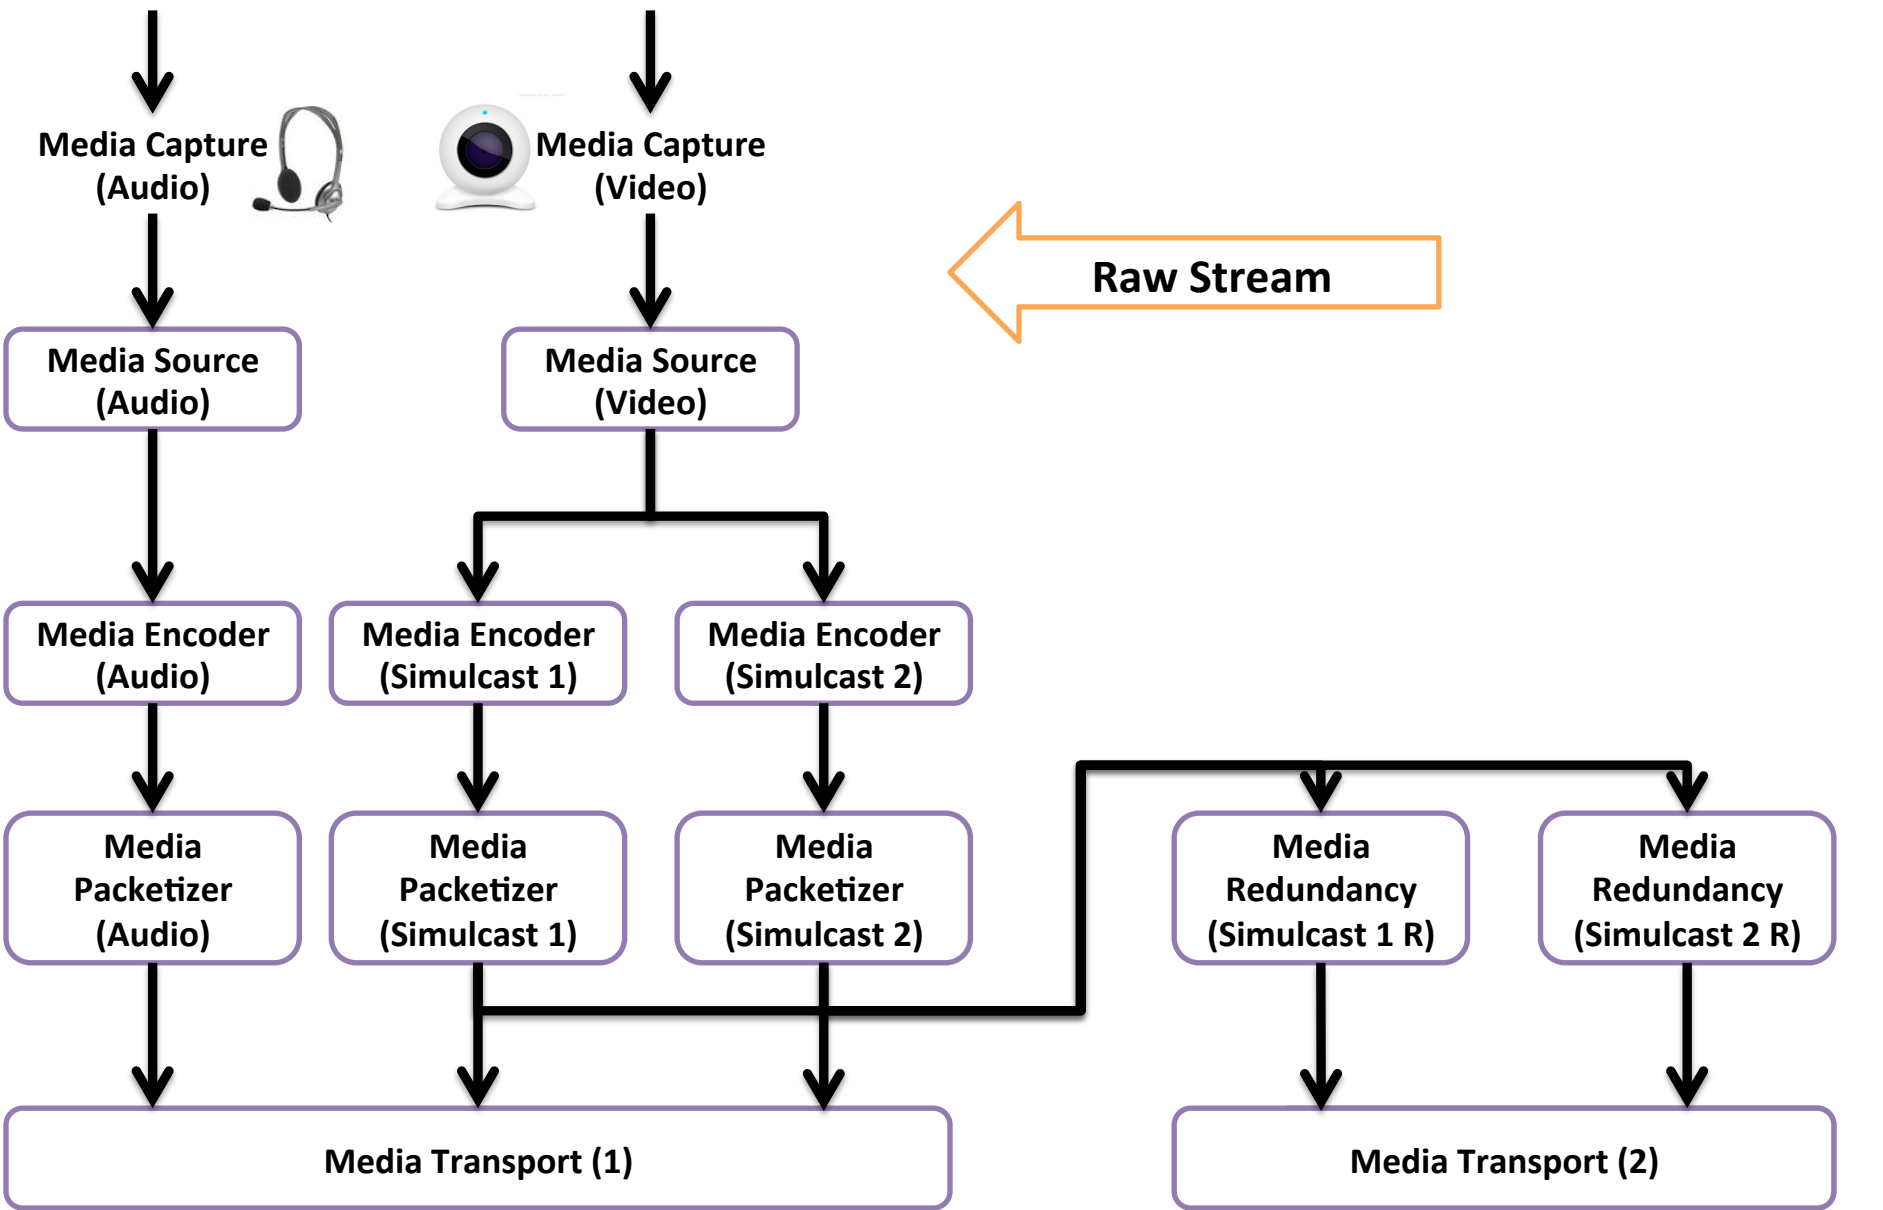 Media Capture
(Audio)
Media Capture
(Video)
Raw Stream
Media Source
(Audio)
Media Source
(Video)
Media Encoder
(Audio)
Media Encoder
(Simulcast 1)
Media Encoder
(Simulcast 2)
Media
Packetizer
(Audio)
Media
Packetizer
(Simulcast 1)
Media
Packetizer
(Simulcast 2)
Media
Redundancy
(Simulcast 1 R)
Media
Redundancy
(Simulcast 2 R)
Media Transport (1)
Media Transport (2)